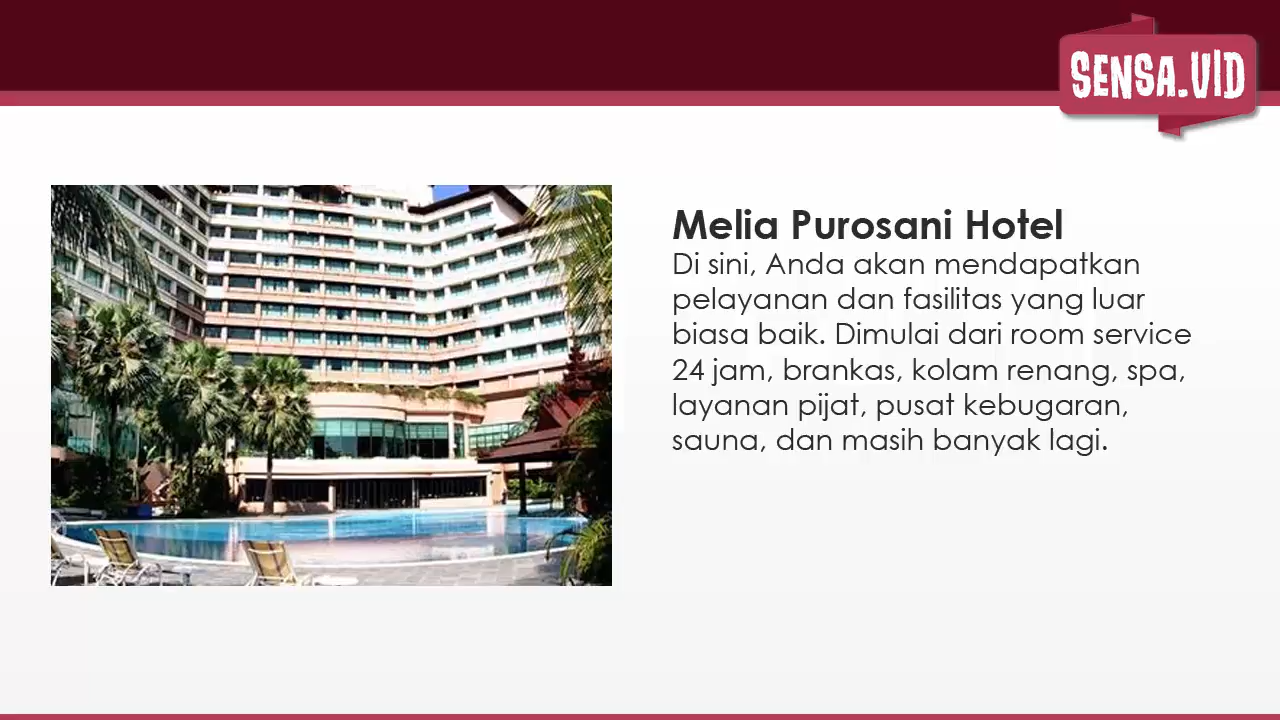 SENSA.VID
Melia Purosani Hotel
Di sini, Anda akan mendapatkan
pelayanan dan fasilitas yang luar
biasa baik. Dimulai dari room service
24 jam, brankas, kolam renang, spa,
layanan pijat, pusat kebugaran,
sauna, dan masih banyak lagi.